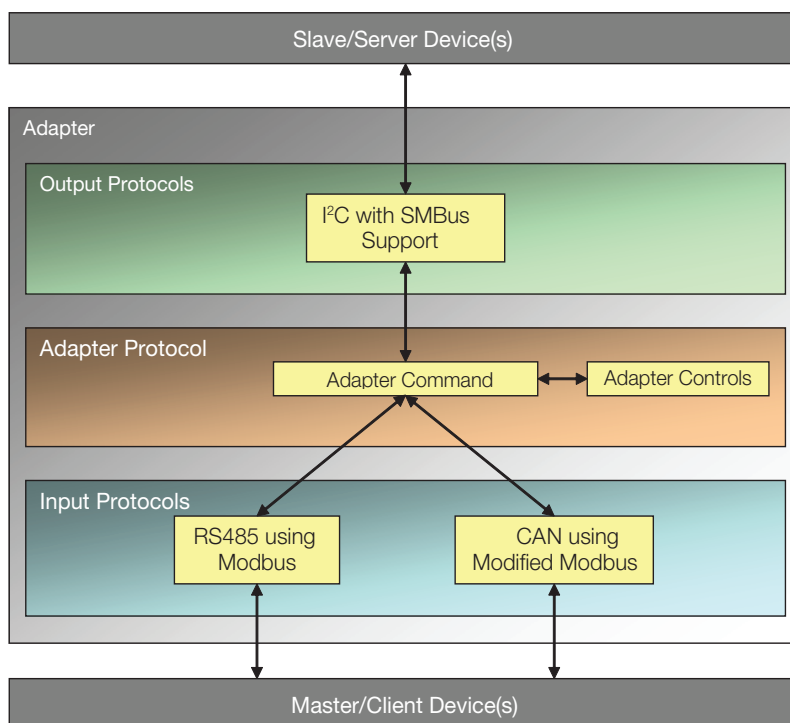 Slave/Server Device(s)
Adapter
Output Protocols
I²C with SMBus
Support
Adapter Protocol
Adapter Command
Adapter Controls
Input Protocols
RS485 using
Modbus
CAN using
Modified Modbus
Master/Client Device(s)